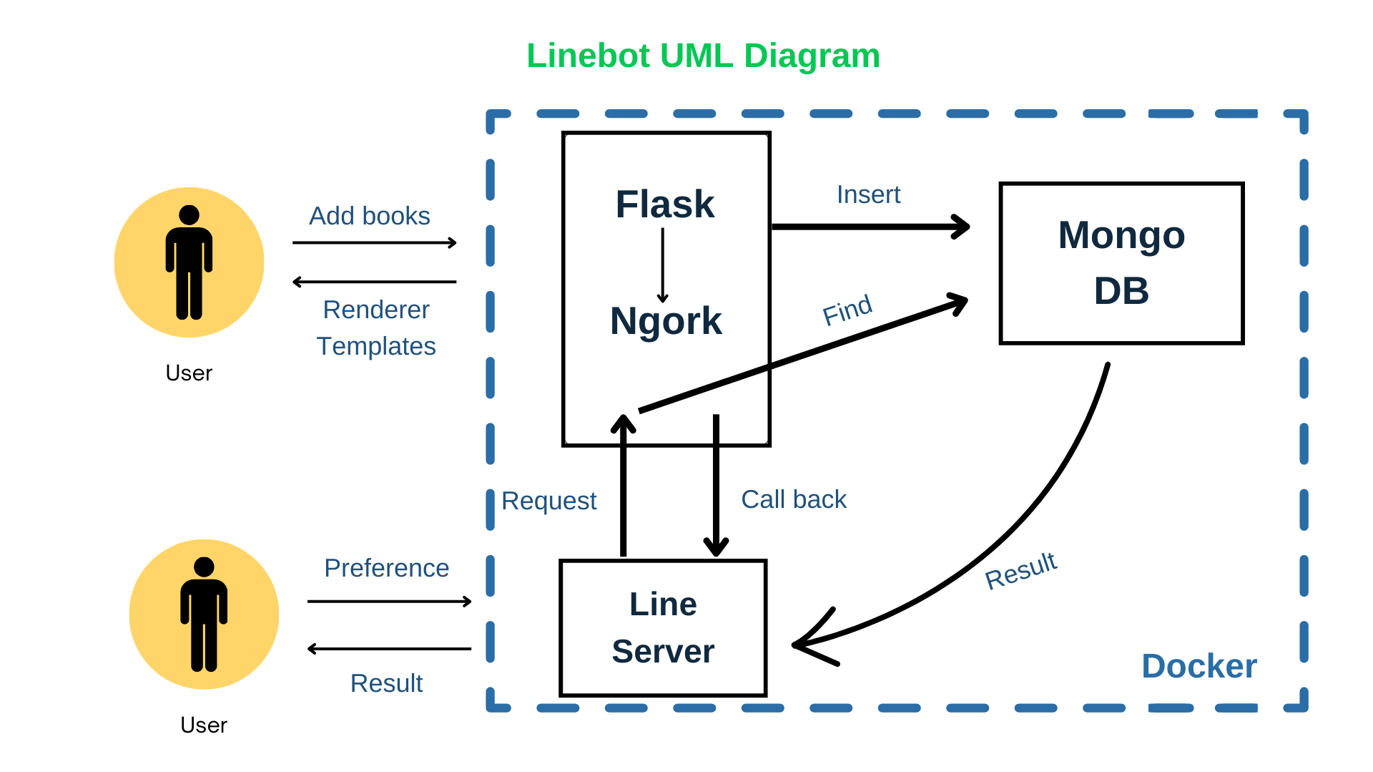 Linebot UML Diagram
Add books
Renderer
Templates
User
Flask
Ngork
Insert
Find
Mongo
DB
Request
Call back
Preference
Result
User
Line
Server
Result
Docker